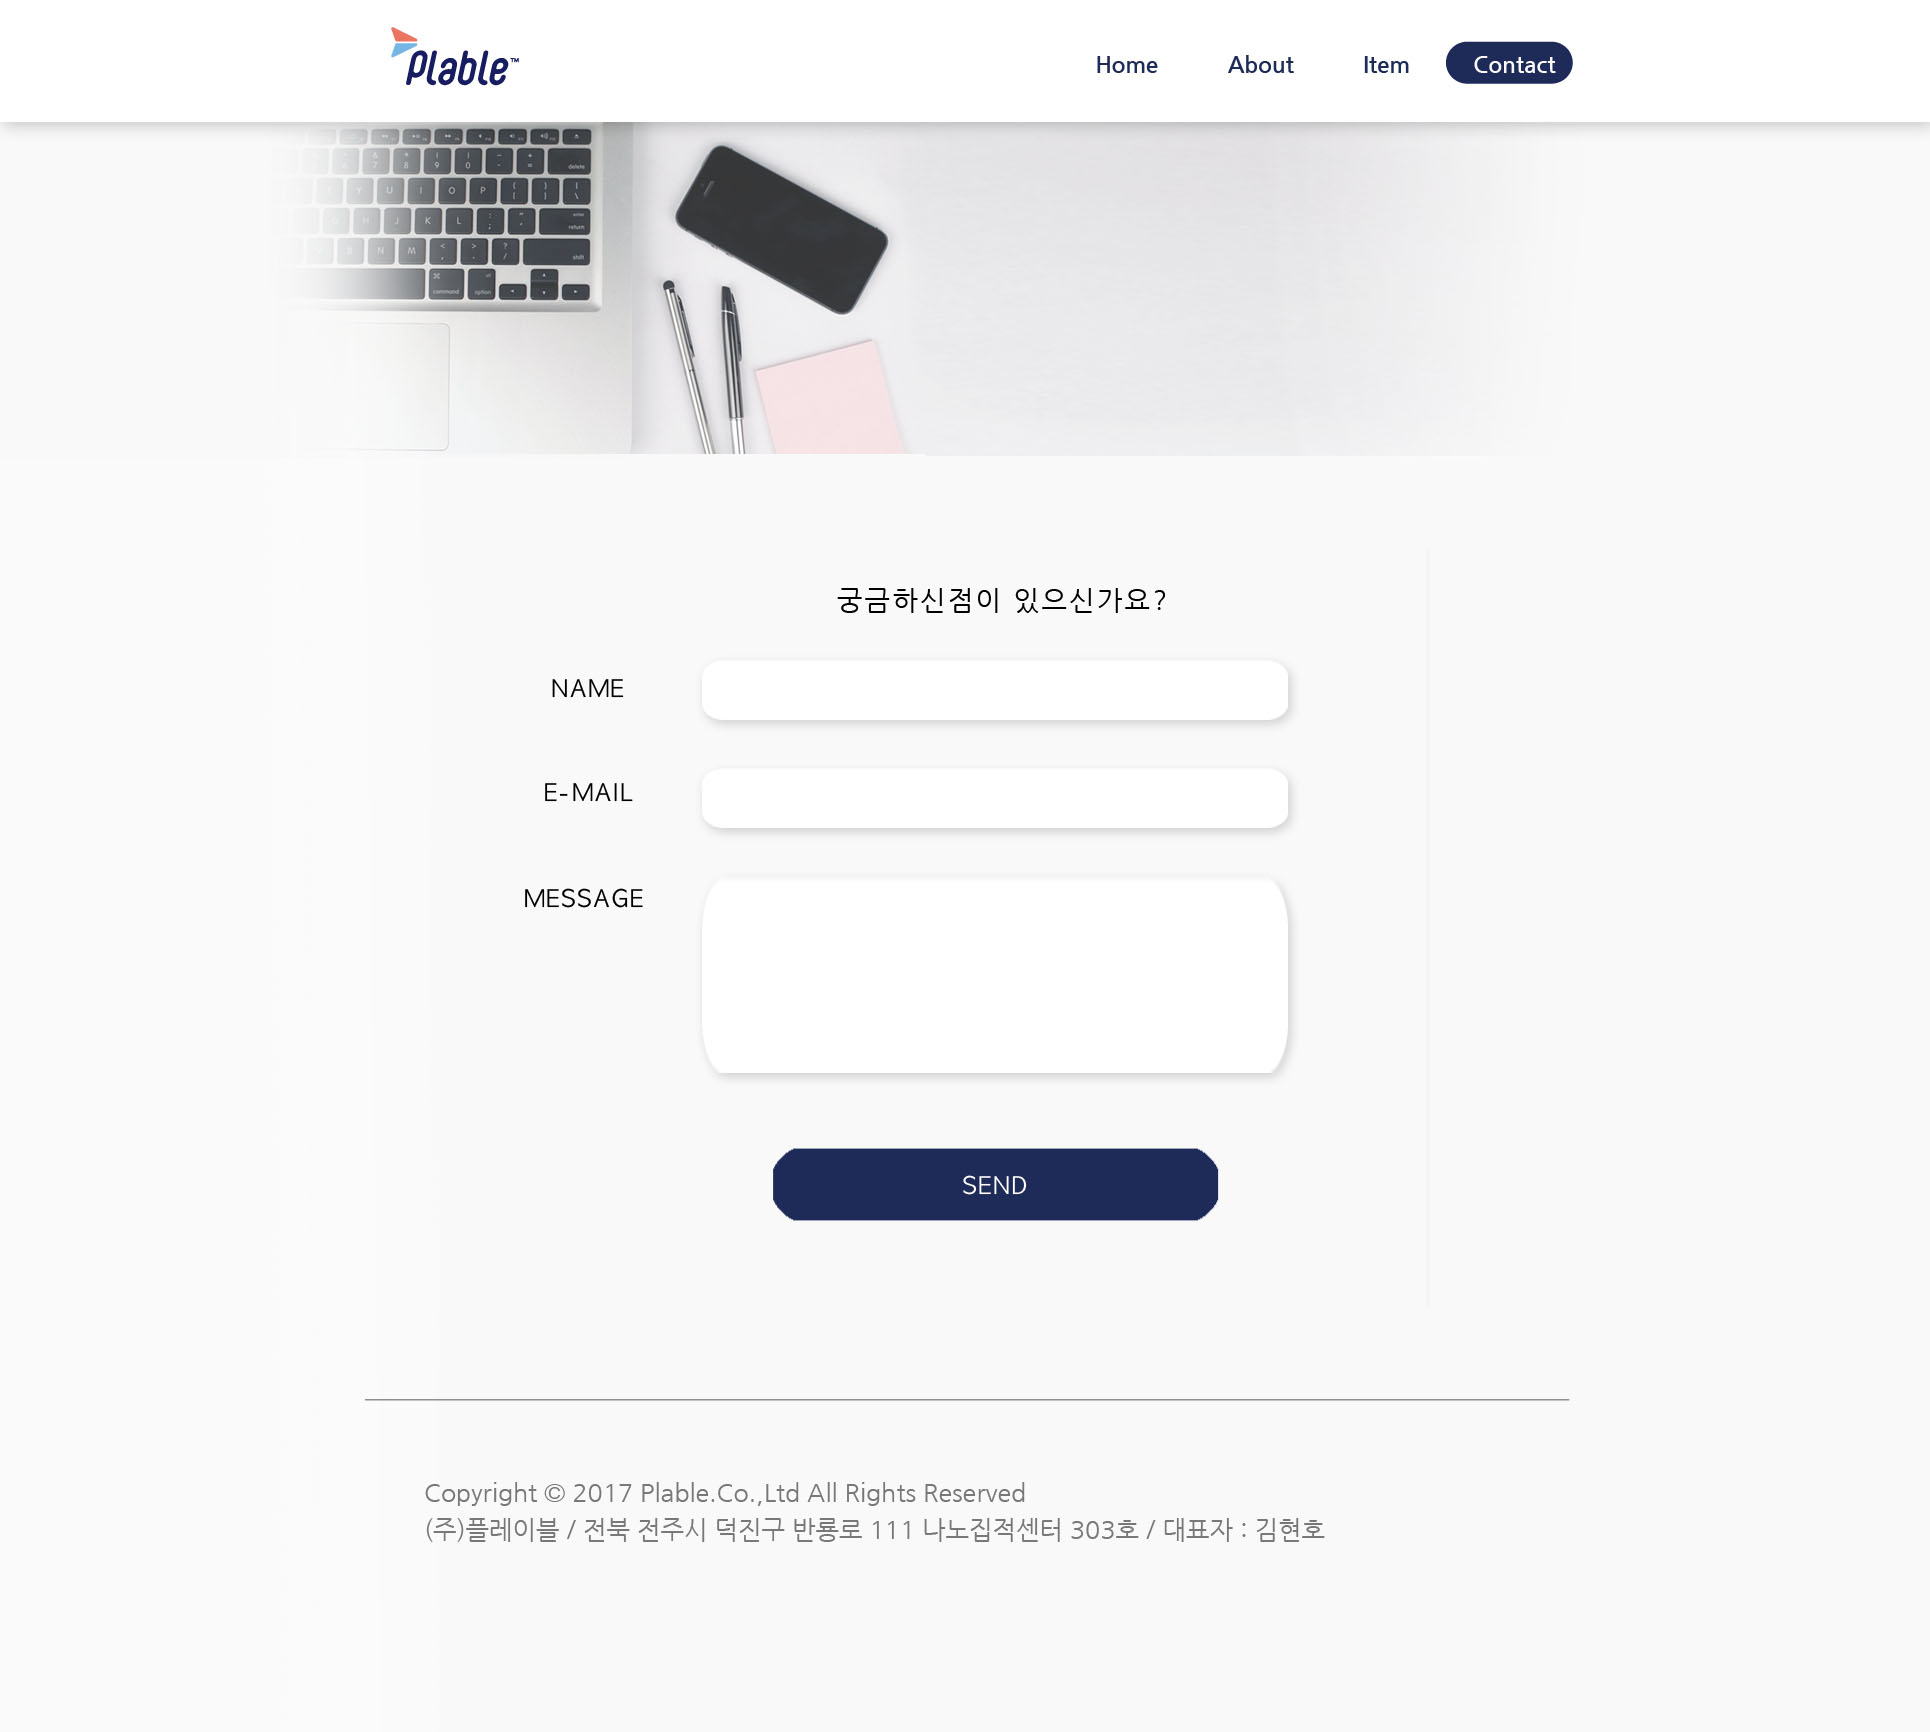 Plable™
Home About Item Contact
궁금하신점이 있으신가요?
NAME
E-MAIL
MESSAGE
SEND
Copyright © 2017 Plable.Co.,Ltd All Rights Reserved
(주)플레이블 / 전북 전주시 덕진구 반룡로 111 나노집적센터 303호 / 대표자 : 김현호